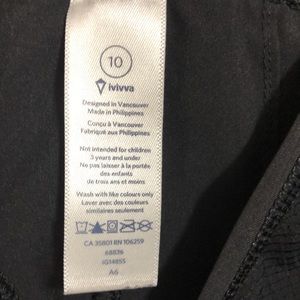 10
ivivva
Designed in Vancouver
Made in Philippines
Conçu à Vancouver
Fabriqué aux Philippines
Not intended for children
3 years and under
Ne pas laisser à la portée
des enfants
de trois ans et moins
Wash with like colours only
Laver avec des couleurs
similaires seulement
CA 35801 RN 106259
68836
IG1485S
A6